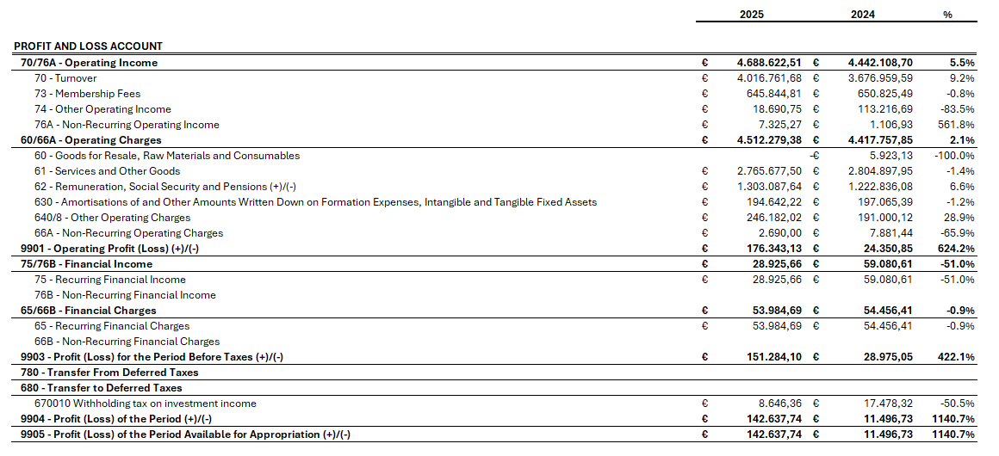 2025 2024 %
PROFIT AND LOSS ACCOUNT
70/76A - Operating Income € 4.688.622,51 € 4.442.108,70 5.5%
70 - Turnover € 4.016.761,68 € 3.676.959,59 9.2%
73 - Membership Fees € 645.844,81 € 650.825,49 -0.8%
74 - Other Operating Income € 18.690,75 € 113.216,69 -83.5%
76A - Non-Recurring Operating Income € 7.325,27 € 1.106,93 561.8%
60/66A - Operating Charges € 4.512.279,38 € 4.417.757,85 2.1%
60 - Goods for Resale, Raw Materials and Consumables -€ 5.923,13 -100.0%
61 - Services and Other Goods € 2.765.677,50 € 2.804.897,95 -1.4%
62 - Remuneration, Social Security and Pensions (+)/(-) € 1.303.087,64 € 1.222.836,08 6.6%
630 - Amortisations of and Other Amounts Written Down on Formation Expenses, Intangible and Tangible Fixed Assets € 194.642,22 € 197.065,39 -1.2%
640/8 - Other Operating Charges € 246.182,02 € 191.000,12 28.9%
66A - Non-Recurring Operating Charges € 2.690,00 € 7.881,44 -65.9%
9901 - Operating Profit (Loss) (+)/(-) € 176.343,13 € 24.350,85 624.2%
75/76B - Financial Income € 28.925,66 € 59.080,61 -51.0%
75 - Recurring Financial Income € 28.925,66 € 59.080,61 -51.0%
76B - Non-Recurring Financial Income
65/66B - Financial Charges € 53.984,69 € 54.456,41 -0.9%
65 - Recurring Financial Charges € 53.984,69 € 54.456,41 -0.9%
66B - Non-Recurring Financial Charges
9903 - Profit (Loss) for the Period Before Taxes (+)/(-) € 151.284,10 € 28.975,05 422.1%
780 - Transfer From Deferred Taxes
680 - Transfer to Deferred Taxes
670010 Withholding tax on investment income € 8.646,36 € 17.478,32 -50.5%
9904 - Profit (Loss) of the Period (+)/(-) € 142.637,74 € 11.496,73 1140.7%
9905 - Profit (Loss) of the Period Available for Appropriation (+)/(-) € 142.637,74 € 11.496,73 1140.7%